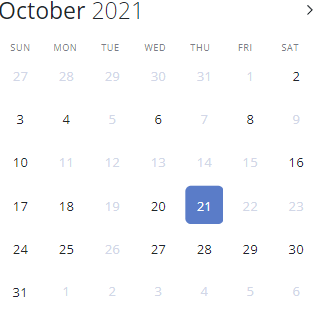 October 2021 >
SUN MON TUE WED THU FRI SAT
27 28 29 30 31 1 2
3 4 5 6 7 8 9
10 11 12 13 14 15 16
17 18 19 20 21 22 23
24 25 26 27 28 29 30
31 1 2 3 4 5 6